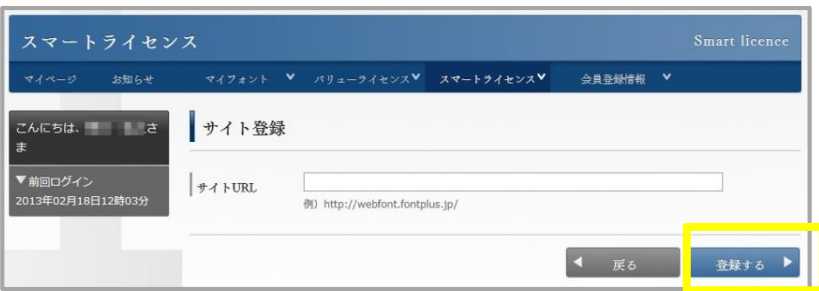 スマートライセンス
Smart licence
マイページ お知らせ マイフォント バリューライセンス スマートライセンス 会員登録情報
こんにちは、 さ
ま
▼前回ログイン
2013年02月18日12時03分
サイト登録
サイトURL
例）http://webfont.fontplus.jp/
戻る
登録する